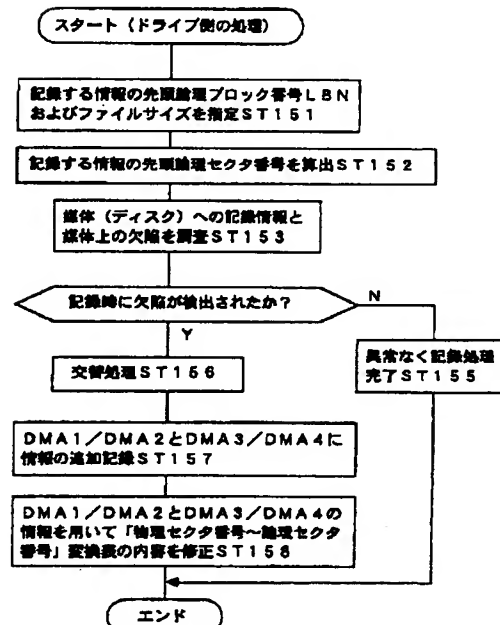 スタート（ドライブ側の処理）
記録する情報の先頭論理ブロック番号LBN
およびファイルサイズを指定ST151
記録する情報の先頭論理セクタ番号を算出ST152
媒体（ディスク）への記録情報と
媒体上の欠陥を調査ST153
記録時に欠陥が検出されたか？
N
Y
異常なく記録処理
完了ST155
交替処理ST156
DMA1／DMA2とDMA3／DMA4に
情報の追加記録ST157
DMA1／DMA2とDMA3／DMA4の
情報を用いて「物理セクタ番号～論理セクタ
番号」変換表の内容を修正ST158
エンド